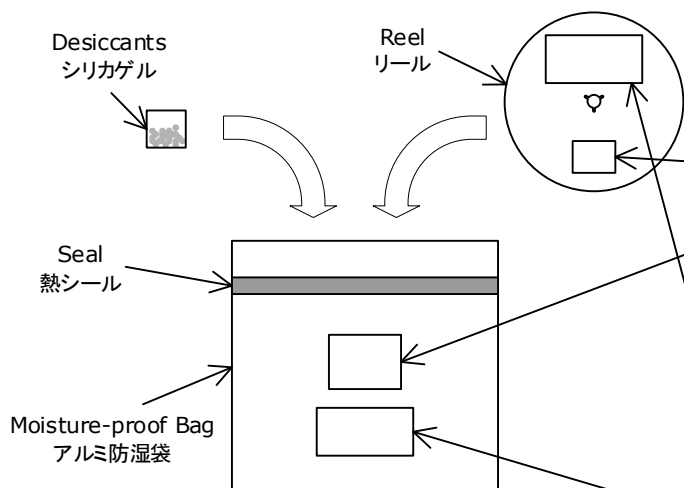 Desiccants
シリカゲル
Reel
リール
Seal
熱シール
Moisture-proof Bag
アルミ防湿袋